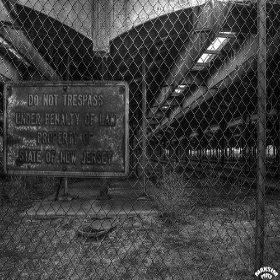 DO NOT TRESPASS
UNDER PENALTY OF LAW
PROPERTY OF
STATE OF NEW JERSEY